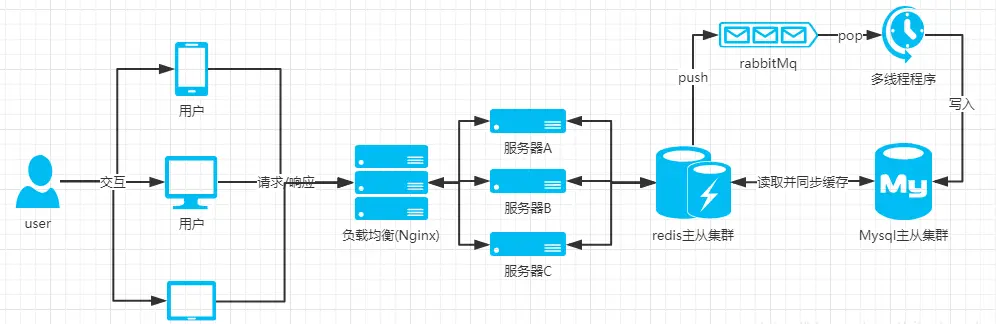 user
交互
用户
用户
请求/响应
负载均衡(Nginx)
服务器A
服务器B
服务器C
redis主从集群
push
rabbitMq
pop
多线程程序
写入
读取并同步缓存
My
Mysql主从集群